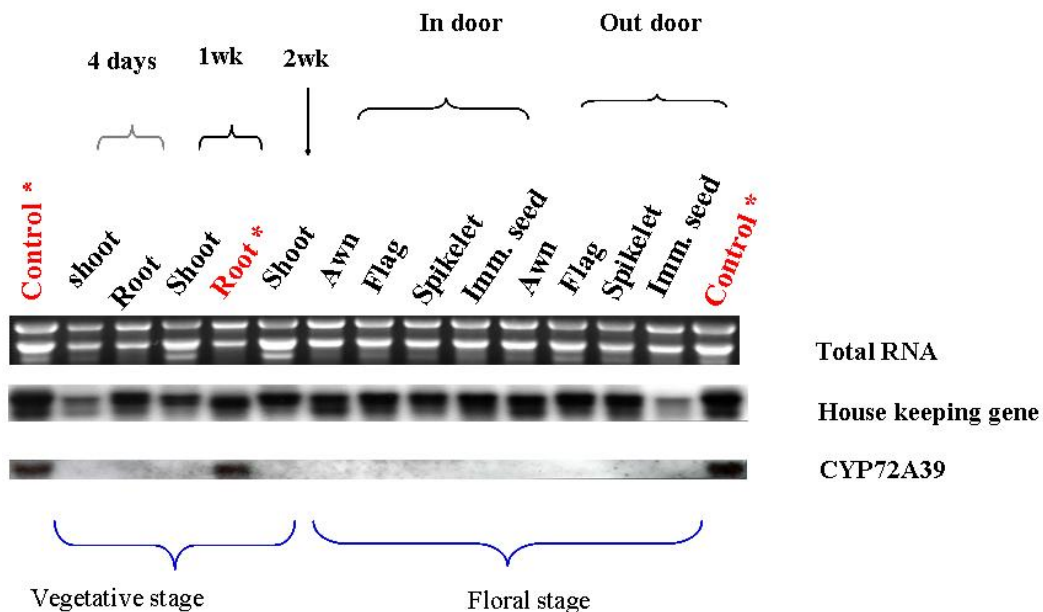 In door
Out door
4 days
1wk
2wk
Control *
shoot
Root
Shoot
Root *
Shoot
Awn
Flag
Spikelet
Imm. seed
Awn
Flag
Spikelet
Imm. seed
Control *
Total RNA
House keeping gene
CYP72A39
Vegetative stage
Floral stage